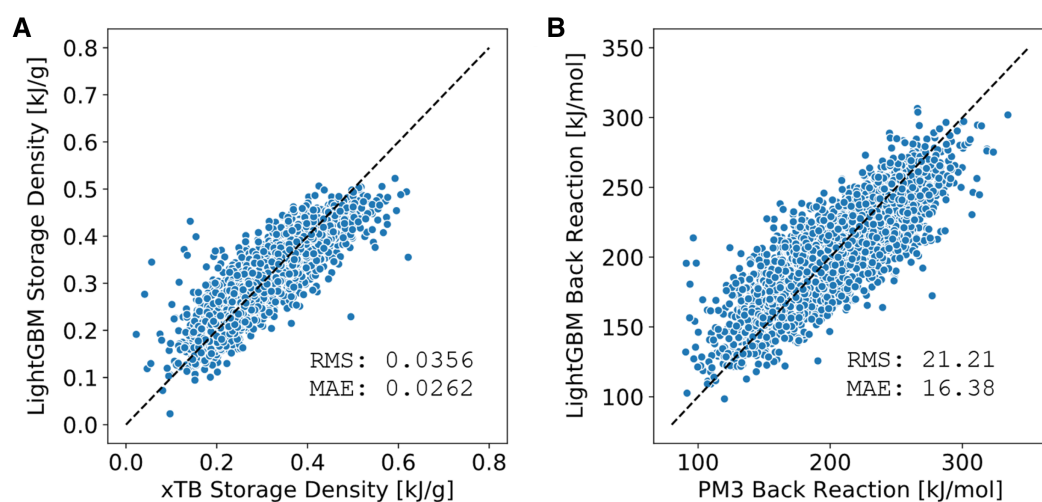 A
LightGBM Storage Density [kJ/g]
0.8
0.7
0.6
0.5
0.4
0.3
0.2
0.1
0.0
RMS: 0.0356
MAE: 0.0262
0.0 0.2 0.4 0.6 0.8
xTB Storage Density [kJ/g]
B
LightGBM Back Reaction [kJ/mol]
350
300
250
200
150
100
RMS: 21.21
MAE: 16.38
100 200 300
PM3 Back Reaction [kJ/mol]